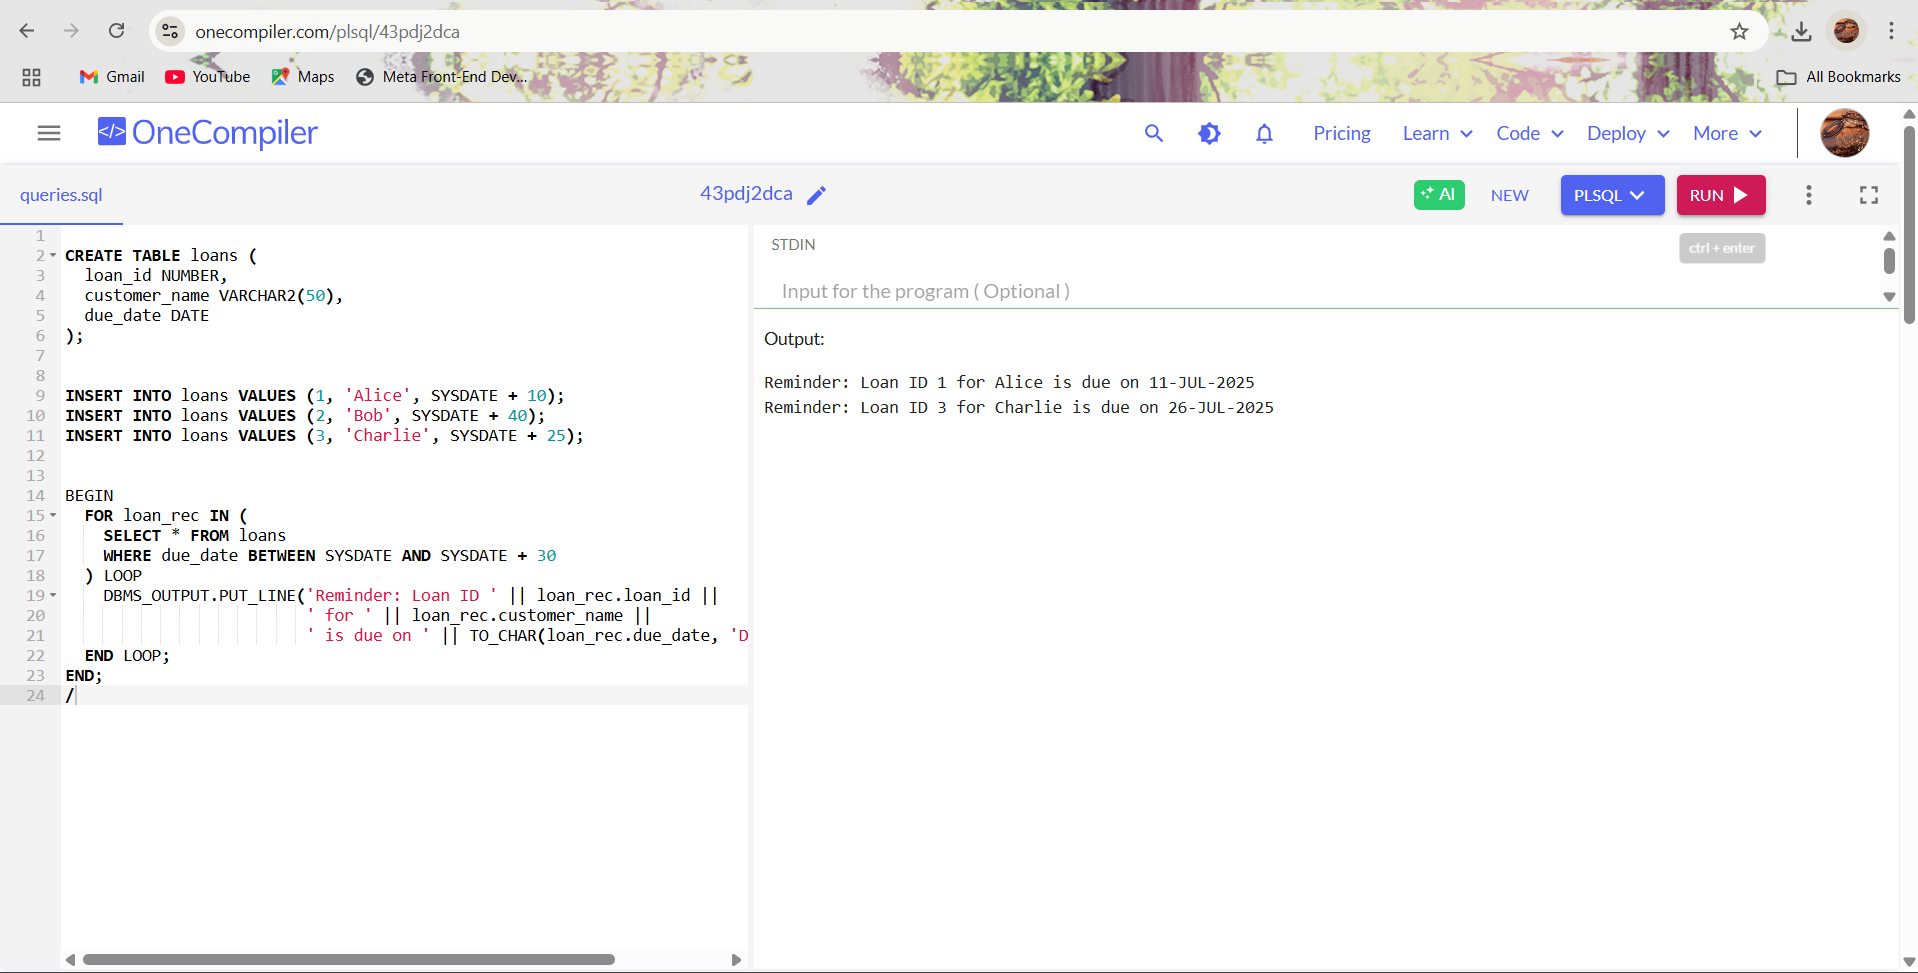 onecompiler.com/plsql/43pdj2dca
Gmail YouTube Maps Meta Front-End Dev... All Bookmarks
</> OneCompiler Pricing Learn Code Deploy More
queries.sql 43pdj2dca AI NEW PLSQL RUN
ctrl + enter
1
2 CREATE TABLE loans (
3   loan_id NUMBER,
4   customer_name VARCHAR2(50),
5   due_date DATE
6 );
7
8
9 INSERT INTO loans VALUES (1, 'Alice', SYSDATE + 10);
10 INSERT INTO loans VALUES (2, 'Bob', SYSDATE + 40);
11 INSERT INTO loans VALUES (3, 'Charlie', SYSDATE + 25);
12
13
14 BEGIN
15   FOR loan_rec IN (
16     SELECT * FROM loans
17     WHERE due_date BETWEEN SYSDATE AND SYSDATE + 30
18   ) LOOP
19     DBMS_OUTPUT.PUT_LINE('Reminder: Loan ID ' || loan_rec.loan_id ||
20                          ' for ' || loan_rec.customer_name ||
21                          ' is due on ' || TO_CHAR(loan_rec.due_date, 'D
22   END LOOP;
23 END;
24 /
STDIN
Input for the program ( Optional )
Output:
Reminder: Loan ID 1 for Alice is due on 11-JUL-2025
Reminder: Loan ID 3 for Charlie is due on 26-JUL-2025